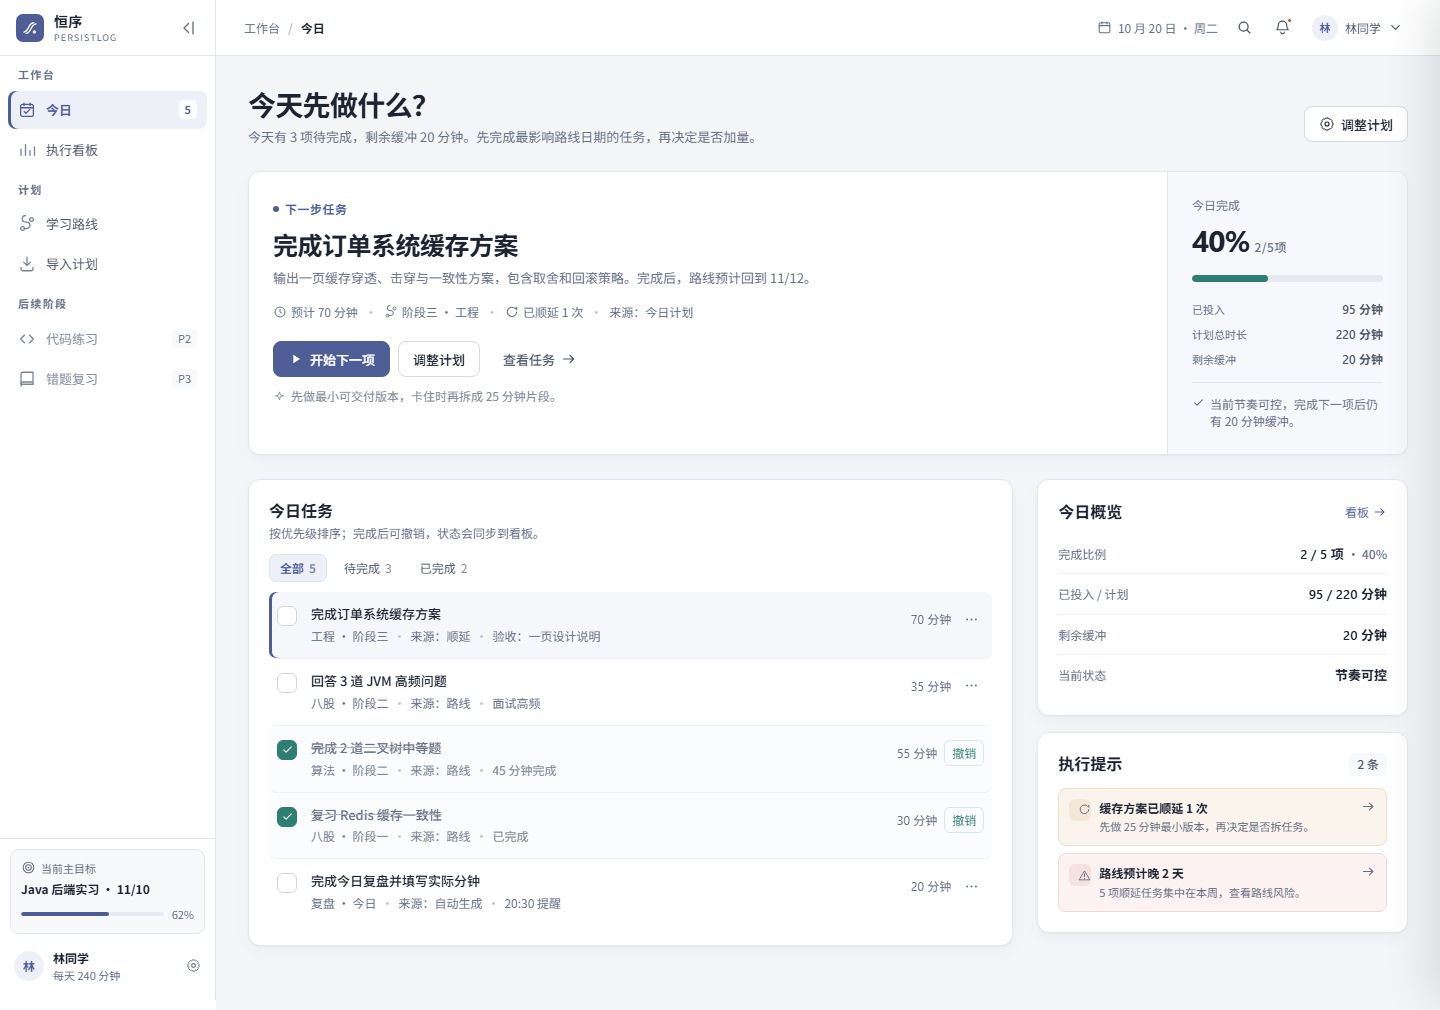 恒序
PERSISTLOG
工作台
今日 5
执行看板
计划
学习路线
导入计划
后续阶段
代码练习 P2
错题复习 P3
当前主目标
Java 后端实习 · 11/10
62%
林 林同学
每天 240 分钟
工作台 / 今日
10 月 20 日 · 周二
林 林同学
今天先做什么？
今天有 3 项待完成，剩余缓冲 20 分钟。先完成最影响路线日期的任务，再决定是否加量。
调整计划
下一步任务
完成订单系统缓存方案
输出一页缓存穿透、击穿与一致性方案，包含取舍和回滚策略。完成后，路线预计回到 11/12。
预计 70 分钟 • 阶段三 · 工程 • 已顺延 1 次 • 来源：今日计划
开始下一项 调整计划 查看任务
先做最小可交付版本，卡住时再拆成 25 分钟片段。
今日完成
40% 2/5项
已投入 95 分钟
计划总时长 220 分钟
剩余缓冲 20 分钟
当前节奏可控，完成下一项后仍
有 20 分钟缓冲。
今日任务
按优先级排序；完成后可撤销，状态会同步到看板。
全部 5 待完成 3 已完成 2
完成订单系统缓存方案
工程 · 阶段三 • 来源：顺延 • 验收：一页设计说明
70 分钟 ···
回答 3 道 JVM 高频问题
八股 · 阶段二 • 来源：路线 • 面试高频
35 分钟 ···
完成 2 道二叉树中等题
算法 · 阶段二 • 来源：路线 • 45 分钟完成
55 分钟 撤销
复习 Redis 缓存一致性
八股 · 阶段一 • 来源：路线 • 已完成
30 分钟 撤销
完成今日复盘并填写实际分钟
复盘 · 今日 • 来源：自动生成 • 20:30 提醒
20 分钟 ···
今日概览 看板
完成比例 2 / 5 项 · 40%
已投入 / 计划 95 / 220 分钟
剩余缓冲 20 分钟
当前状态 节奏可控
执行提示 2 条
缓存方案已顺延 1 次
先做 25 分钟最小版本，再决定是否拆任务。
路线预计晚 2 天
5 项顺延任务集中在本周，查看路线风险。